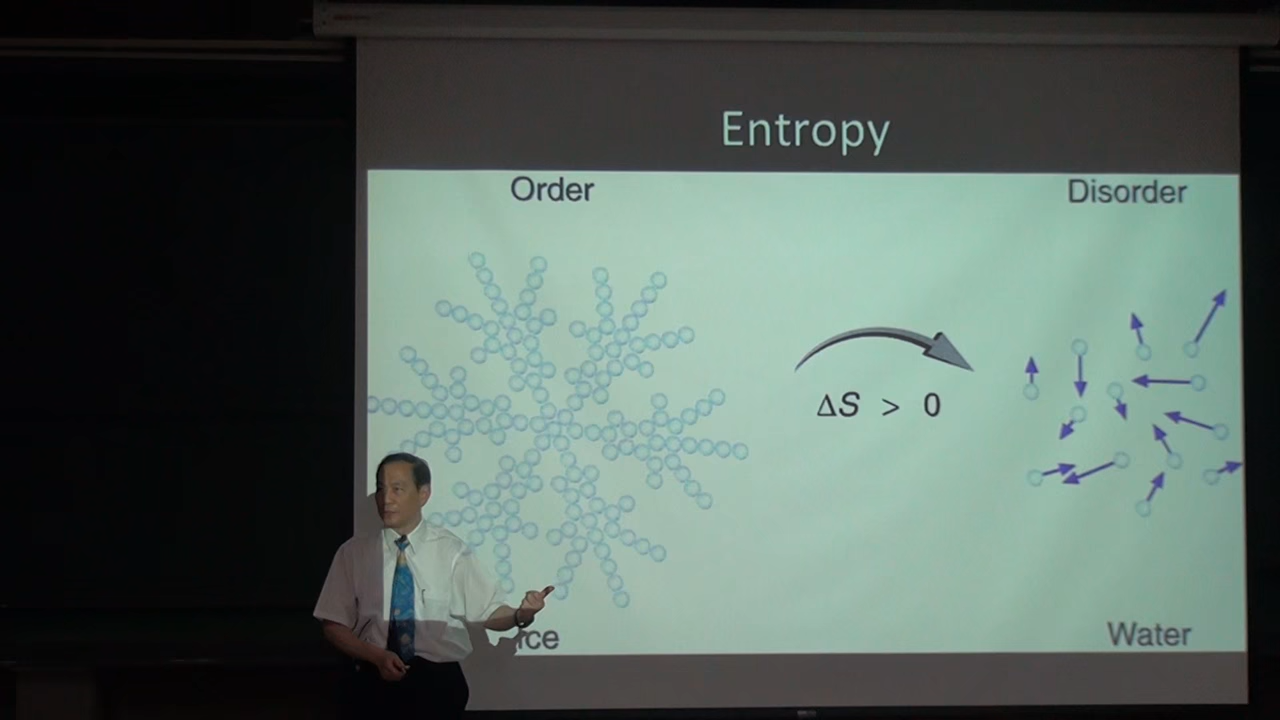 Entropy
Order
Disorder
ΔS > 0
Ice
Water